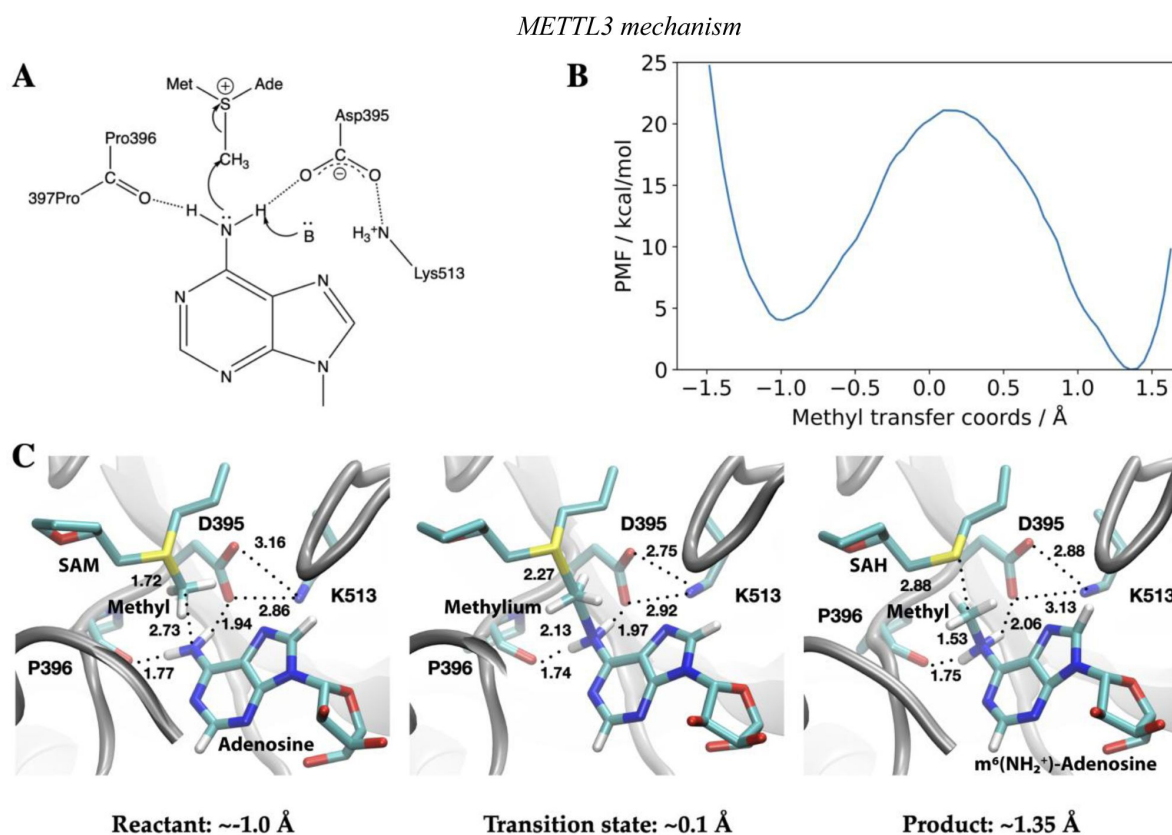 METTL3 mechanism
A
Met
⊕
Ade
S
Pro396
CH₃
Asp395
C
O
397Pro
C
O
⊖
O
H
H
N
B
H₃⁺N
Lys513
N
N
N
N
B
25
20
15
10
5
0
PMF / kcal/mol
−1.5 −1.0 −0.5 0.0 0.5 1.0 1.5
Methyl transfer coords / Å
C
D395
3.16
SAM
1.72
K513
Methyl
2.86
1.94
2.73
P396
1.77
Adenosine
Reactant: ~-1.0 Å
D395
2.75
2.27
K513
Methylium
2.92
2.13
1.97
P396
1.74
Transition state: ~0.1 Å
D395
2.88
SAH
2.88
K513
P396
Methyl
3.13
1.53
2.06
1.75
m⁶(NH₂⁺)-Adenosine
Product: ~1.35 Å